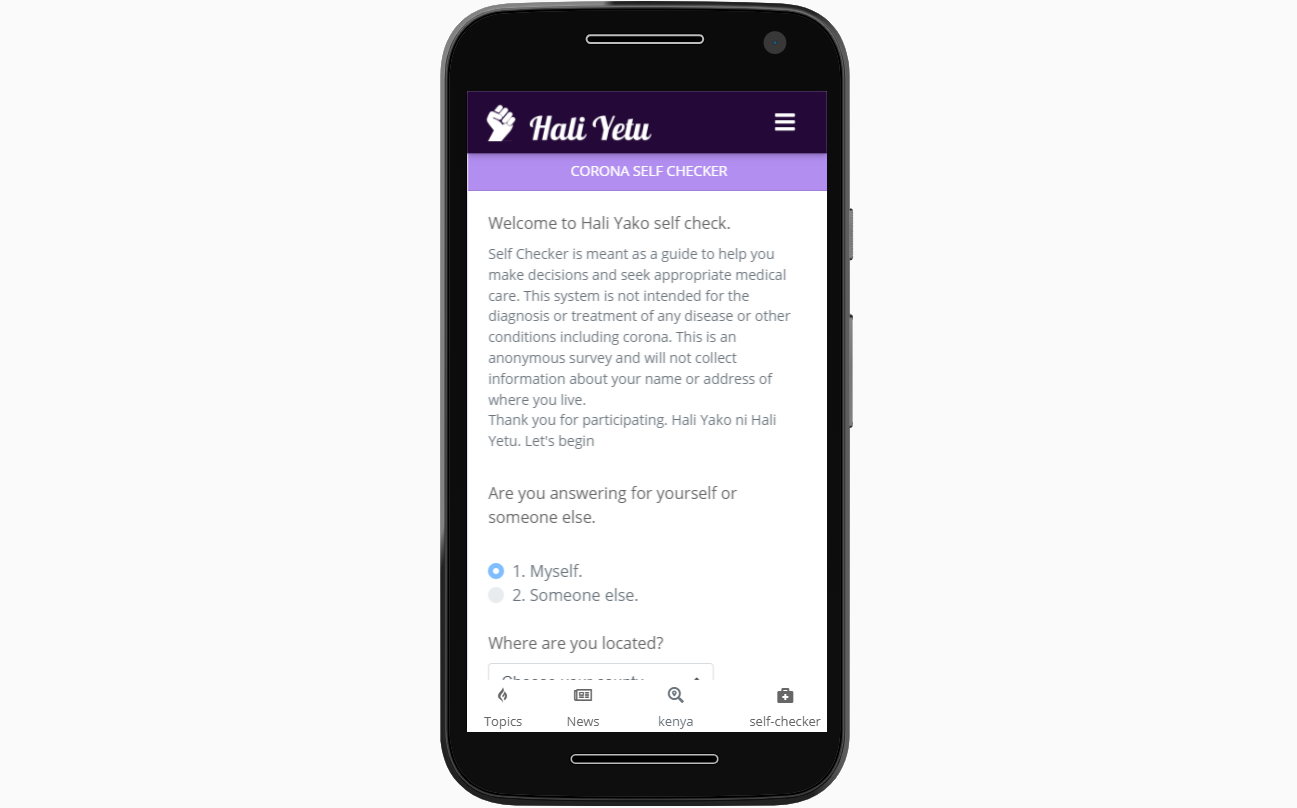 Hali Yetu
CORONA SELF CHECKER
Welcome to Hali Yako self check.
Self Checker is meant as a guide to help you
make decisions and seek appropriate medical
care. This system is not intended for the
diagnosis or treatment of any disease or other
conditions including corona. This is an
anonymous survey and will not collect
information about your name or address of
where you live.
Thank you for participating. Hali Yako ni Hali
Yetu. Let's begin
Are you answering for yourself or
someone else.
1. Myself.
2. Someone else.
Where are you located?
Choose your county
Topics News kenya self-checker